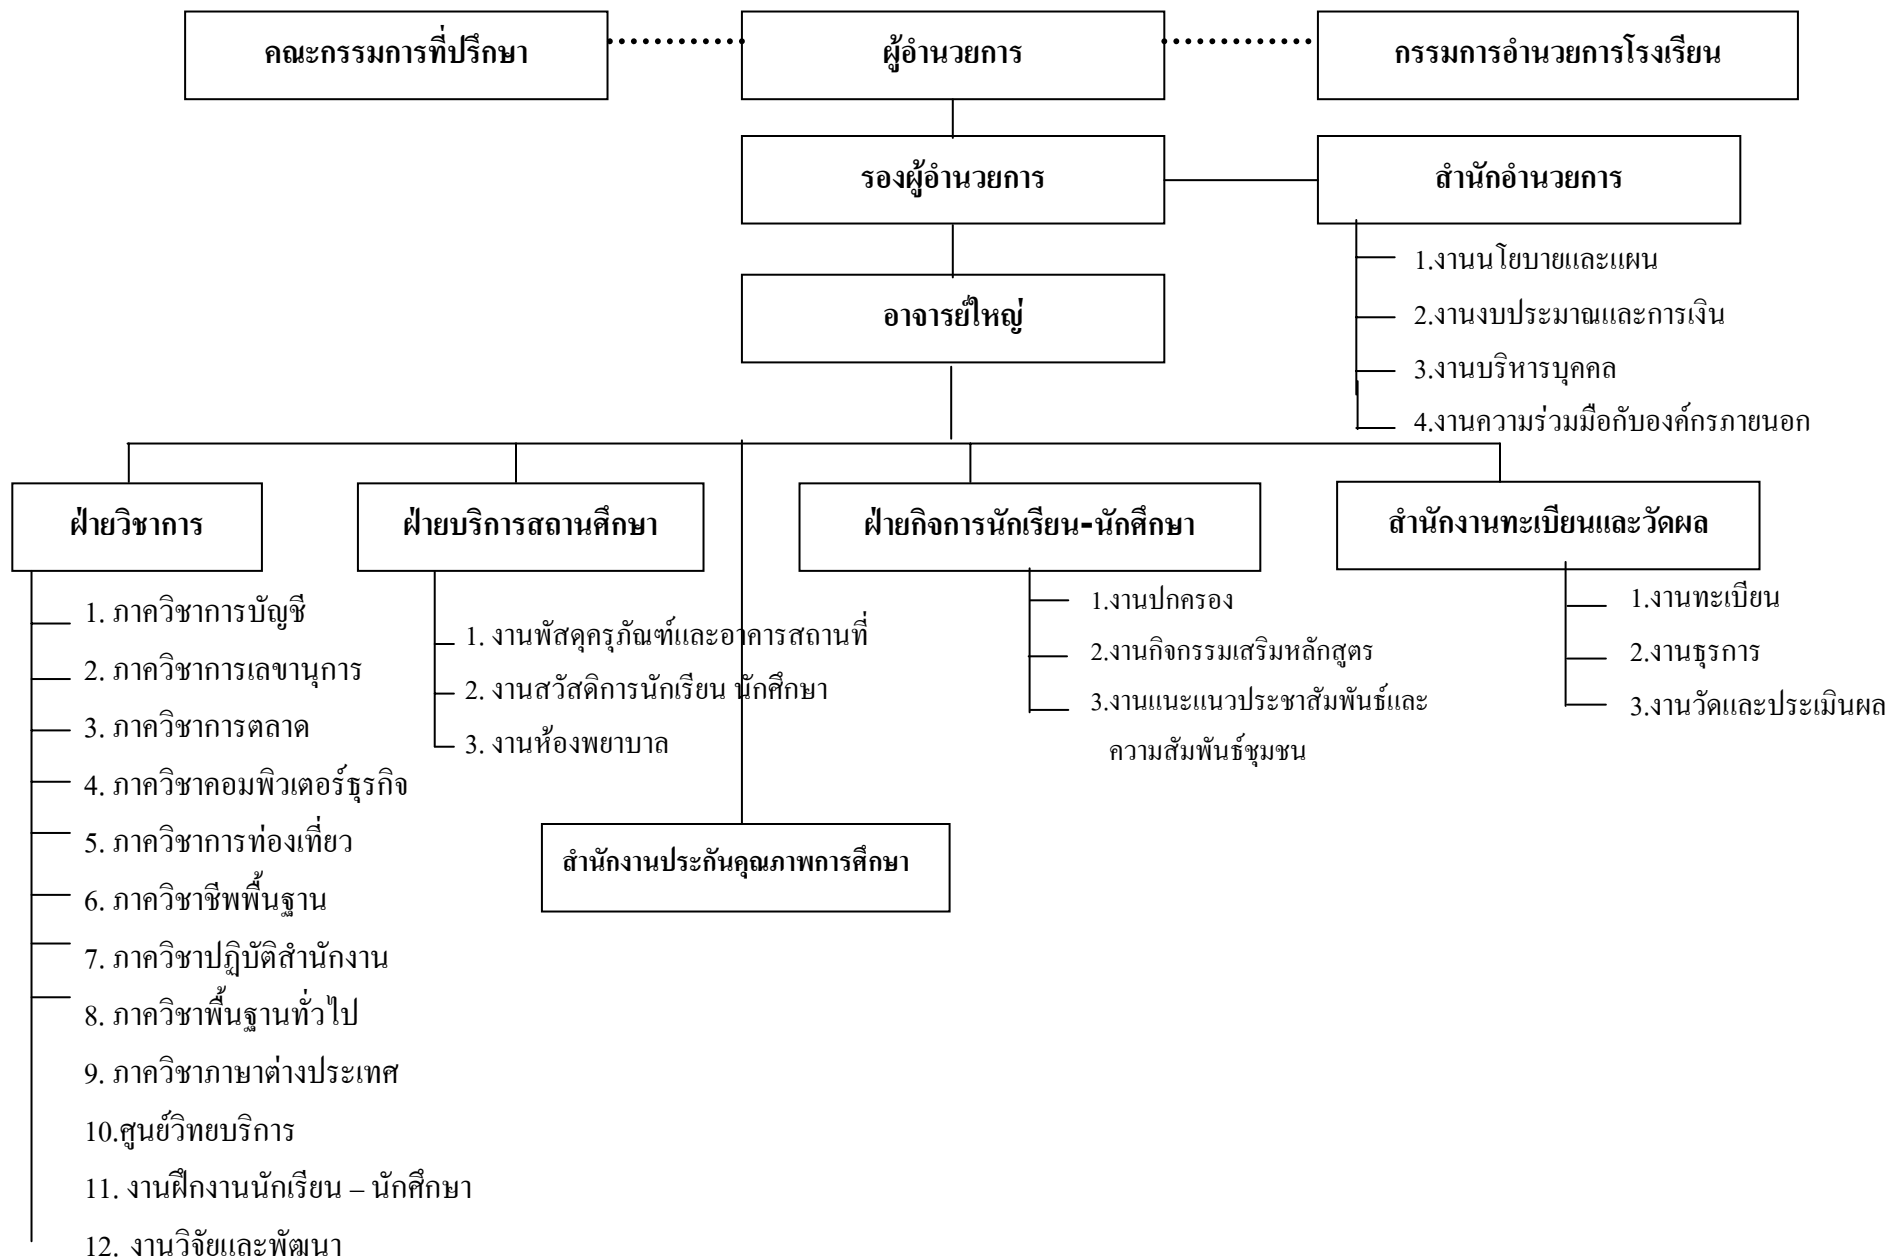 คณะกรรมการที่ปรึกษา
ผู้อำนวยการ
กรรมการอำนวยการโรงเรียน
รองผู้อำนวยการ
สำนักอำนวยการ
1.งานนโยบายและแผน
2.งานงบประมาณและการเงิน
3.งานบริหารบุคคล
4.งานความร่วมมือกับองค์กรภายนอก
อาจารย์ใหญ่
ฝ่ายวิชาการ
1. ภาควิชาการบัญชี
2. ภาควิชาการเลขานุการ
3. ภาควิชาการตลาด
4. ภาควิชาคอมพิวเตอร์ธุรกิจ
5. ภาควิชาการท่องเที่ยว
6. ภาควิชาชีพพื้นฐาน
7. ภาควิชาปฏิบัติสำนักงาน
8. ภาควิชาพื้นฐานทั่วไป
9. ภาควิชาภาษาต่างประเทศ
10.ศูนย์วิทยบริการ
11. งานฝึกงานนักเรียน – นักศึกษา
12. งานวิจัยและพัฒนา
ฝ่ายบริการสถานศึกษา
1. งานพัสดุครุภัณฑ์และอาคารสถานที่
2. งานสวัสดิการนักเรียน นักศึกษา
3. งานห้องพยาบาล
สำนักงานประกันคุณภาพการศึกษา
ฝ่ายกิจการนักเรียน-นักศึกษา
1.งานปกครอง
2.งานกิจกรรมเสริมหลักสูตร
3.งานแนะแนวประชาสัมพันธ์และ
ความสัมพันธ์ชุมชน
สำนักงานทะเบียนและวัดผล
1.งานทะเบียน
2.งานธุรการ
3.งานวัดและประเมินผล